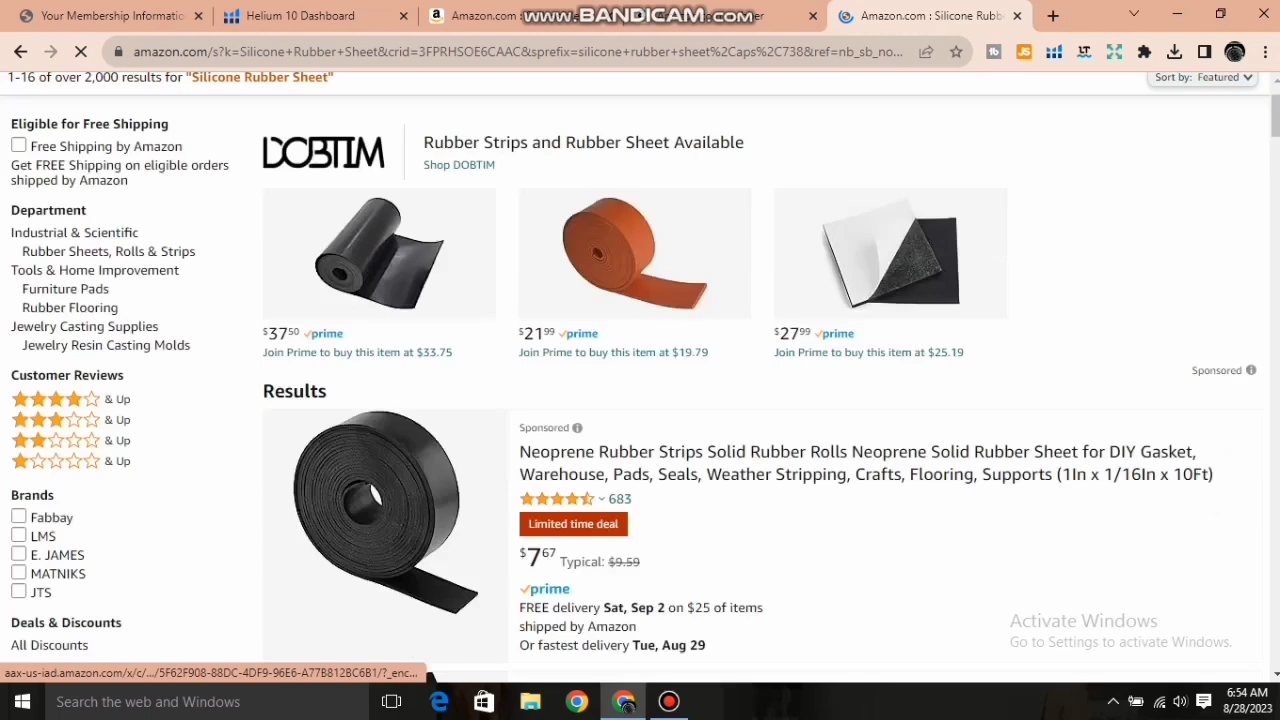 Your Membership Informati
Helium 10 Dashboard
Amazon.com
www.BANDICAM.com
Amazon.com : Silicone Rubb
amazon.com/s?k=Silicone+Rubber+Sheet&crid=3FPRHSOE6CAAC&sprefix=silicone+rubber+sheet%2Caps%2C738&ref=nb_sb_no...
1-16 of over 2,000 results for "Silicone Rubber Sheet"
Sort by: Featured
Eligible for Free Shipping
Free Shipping by Amazon
Get FREE Shipping on eligible orders
shipped by Amazon
Department
Industrial & Scientific
Rubber Sheets, Rolls & Strips
Tools & Home Improvement
Furniture Pads
Rubber Flooring
Jewelry Casting Supplies
Jewelry Resin Casting Molds
Customer Reviews
& Up
& Up
& Up
& Up
Brands
Fabbay
LMS
E. JAMES
MATNIKS
JTS
Deals & Discounts
All Discounts
DOBTIM
Rubber Strips and Rubber Sheet Available
Shop DOBTIM
$37 50 prime
Join Prime to buy this item at $33.75
$21 99 prime
Join Prime to buy this item at $19.79
$27 99 prime
Join Prime to buy this item at $25.19
Sponsored
Results
Sponsored
Neoprene Rubber Strips Solid Rubber Rolls Neoprene Solid Rubber Sheet for DIY Gasket,
Warehouse, Pads, Seals, Weather Stripping, Crafts, Flooring, Supports (1In x 1/16In x 10Ft)
683
Limited time deal
$7 67 Typical: $9.59
prime
FREE delivery Sat, Sep 2 on $25 of items
shipped by Amazon
Or fastest delivery Tue, Aug 29
Activate Windows
Go to Settings to activate Windows.
aax-us-iad.amazon.com/x/c/.../5F62F908-88DC-4DF9-96E6-A77B812BC6B1/?_enc...
Search the web and Windows
6:54 AM
8/28/2023